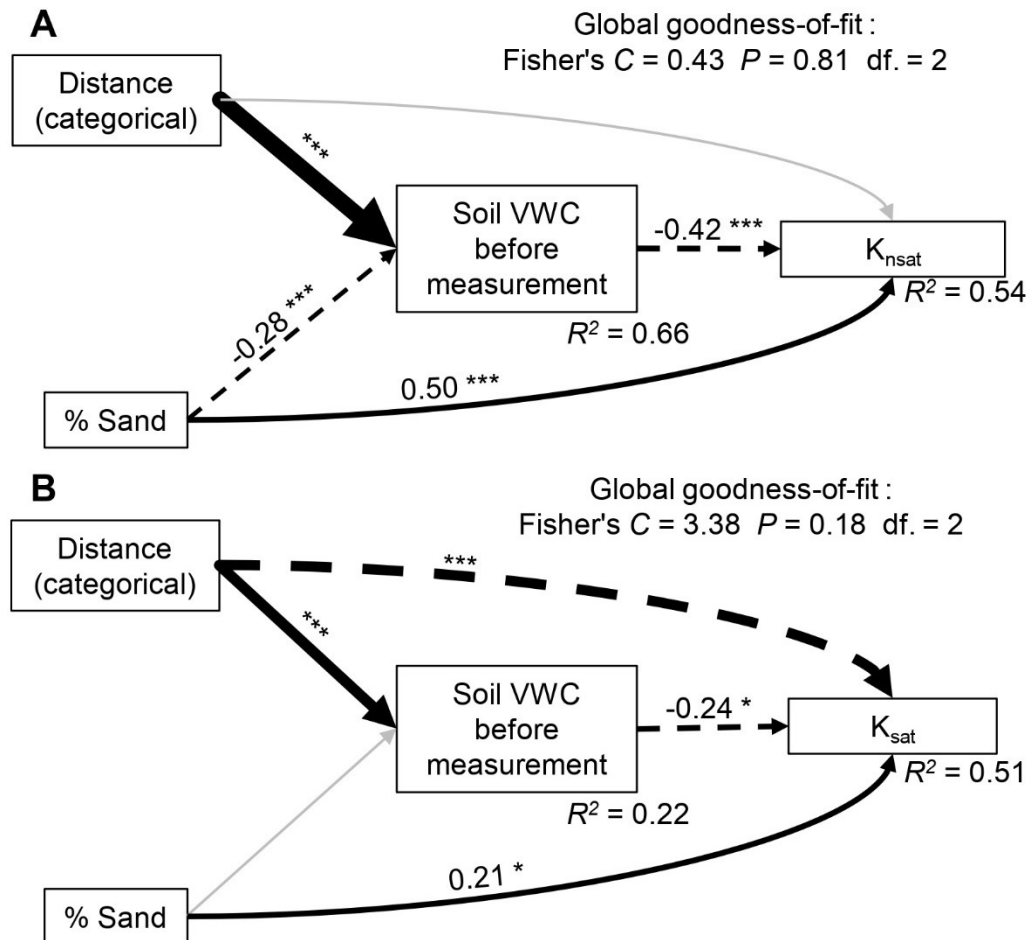 A
Global goodness-of-fit :
Fisher's C = 0.43 P = 0.81 df. = 2
Distance
(categorical)
***
Soil VWC
before
measurement
-0.42 ***
Knsat
R² = 0.54
R² = 0.66
-0.28 ***
0.50 ***
% Sand
B
Global goodness-of-fit :
Fisher's C = 3.38 P = 0.18 df. = 2
Distance
(categorical)
***
***
Soil VWC
before
measurement
-0.24 *
Ksat
R² = 0.51
R² = 0.22
0.21 *
% Sand